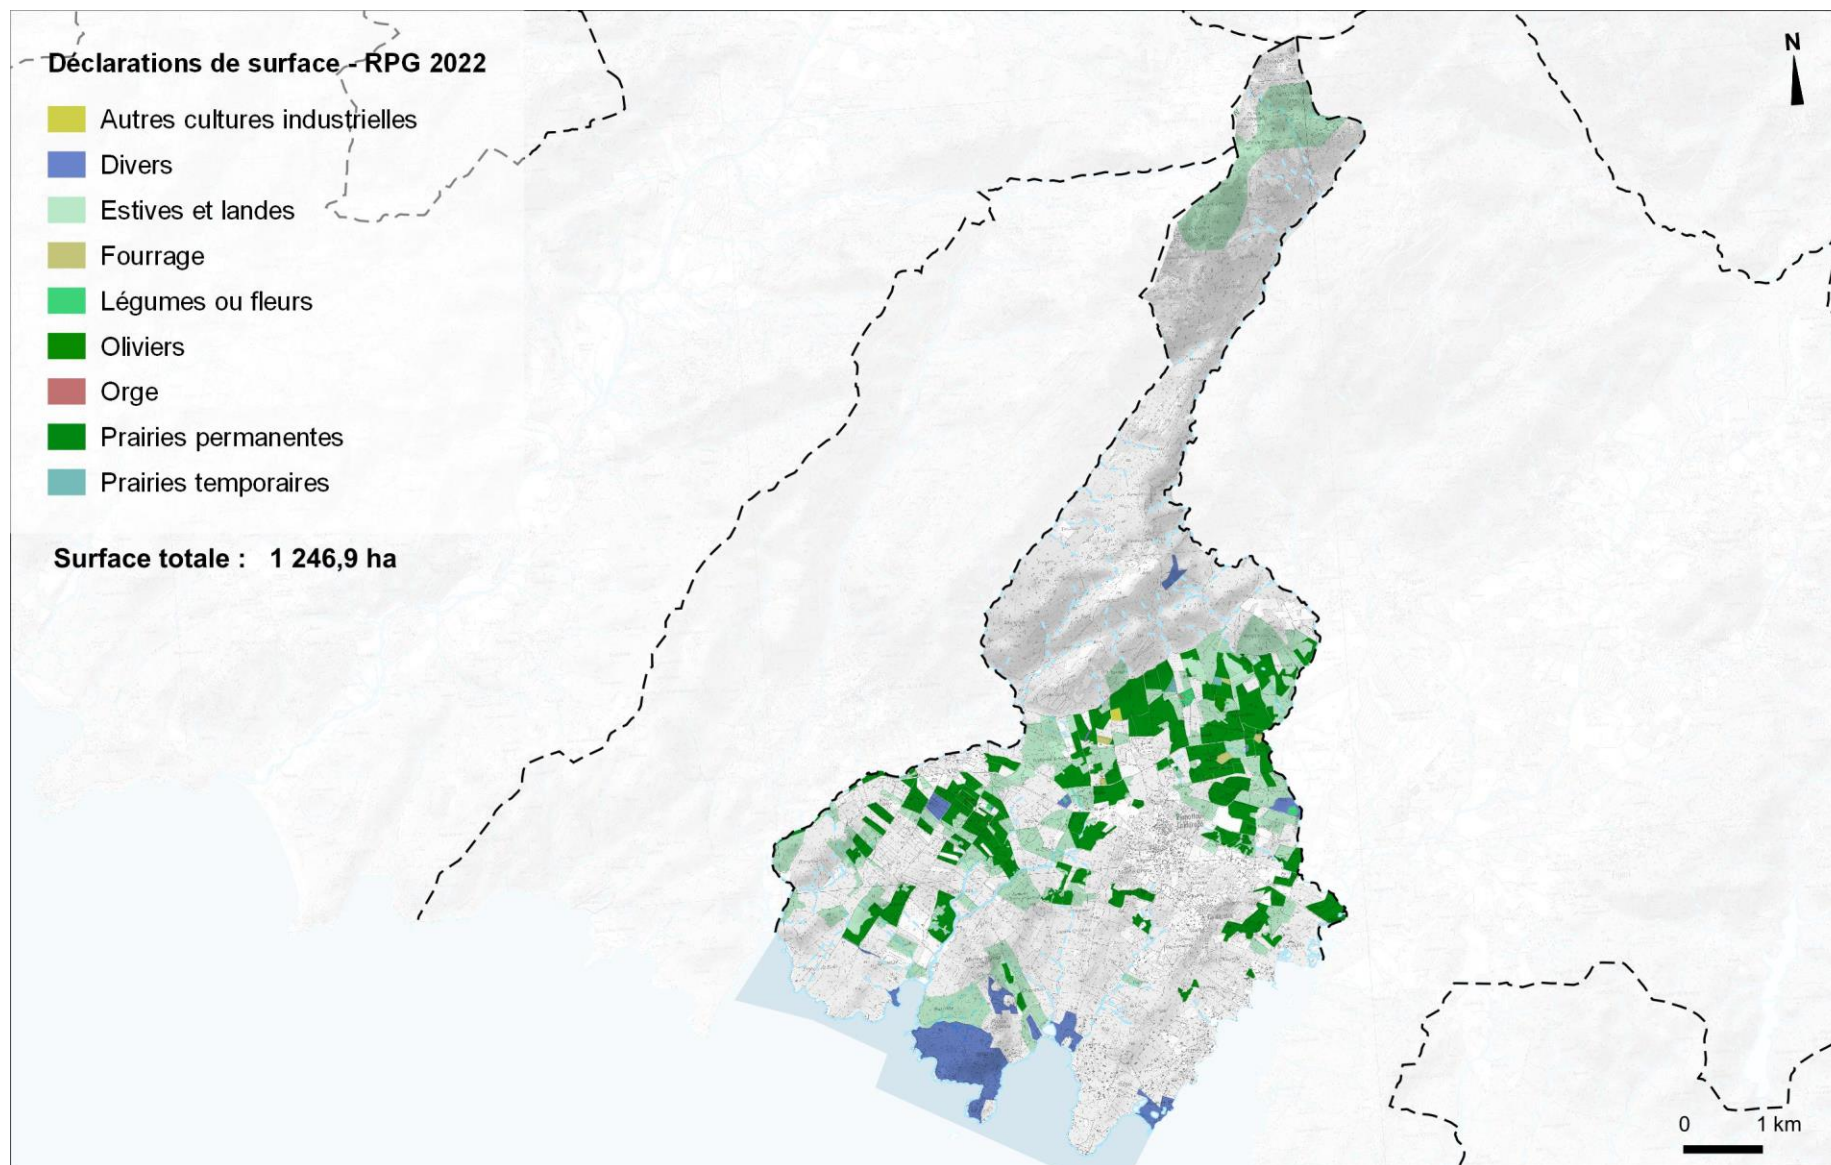 Déclarations de surface - RPG 2022
Autres cultures industrielles
Divers
Estives et landes
Fourrage
Légumes ou fleurs
Oliviers
Orge
Prairies permanentes
Prairies temporaires
Surface totale : 1 246,9 ha
N
0 1 km